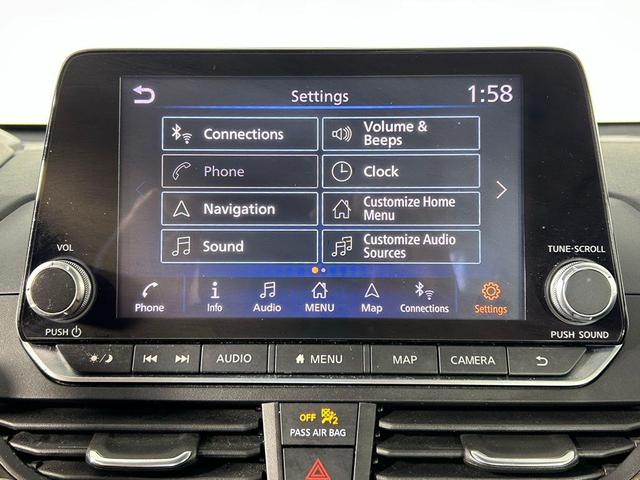 Settings
1:58
Connections
Volume &
Beeps
Phone
Clock
Navigation
Customize Home
Menu
Sound
Customize Audio
Sources
Phone
Info
Audio
MENU
Map
Connections
Settings
VOL
PUSH
TUNE·SCROLL
PUSH SOUND
AUDIO
MENU
MAP
CAMERA
OFF
2
PASS AIR BAG